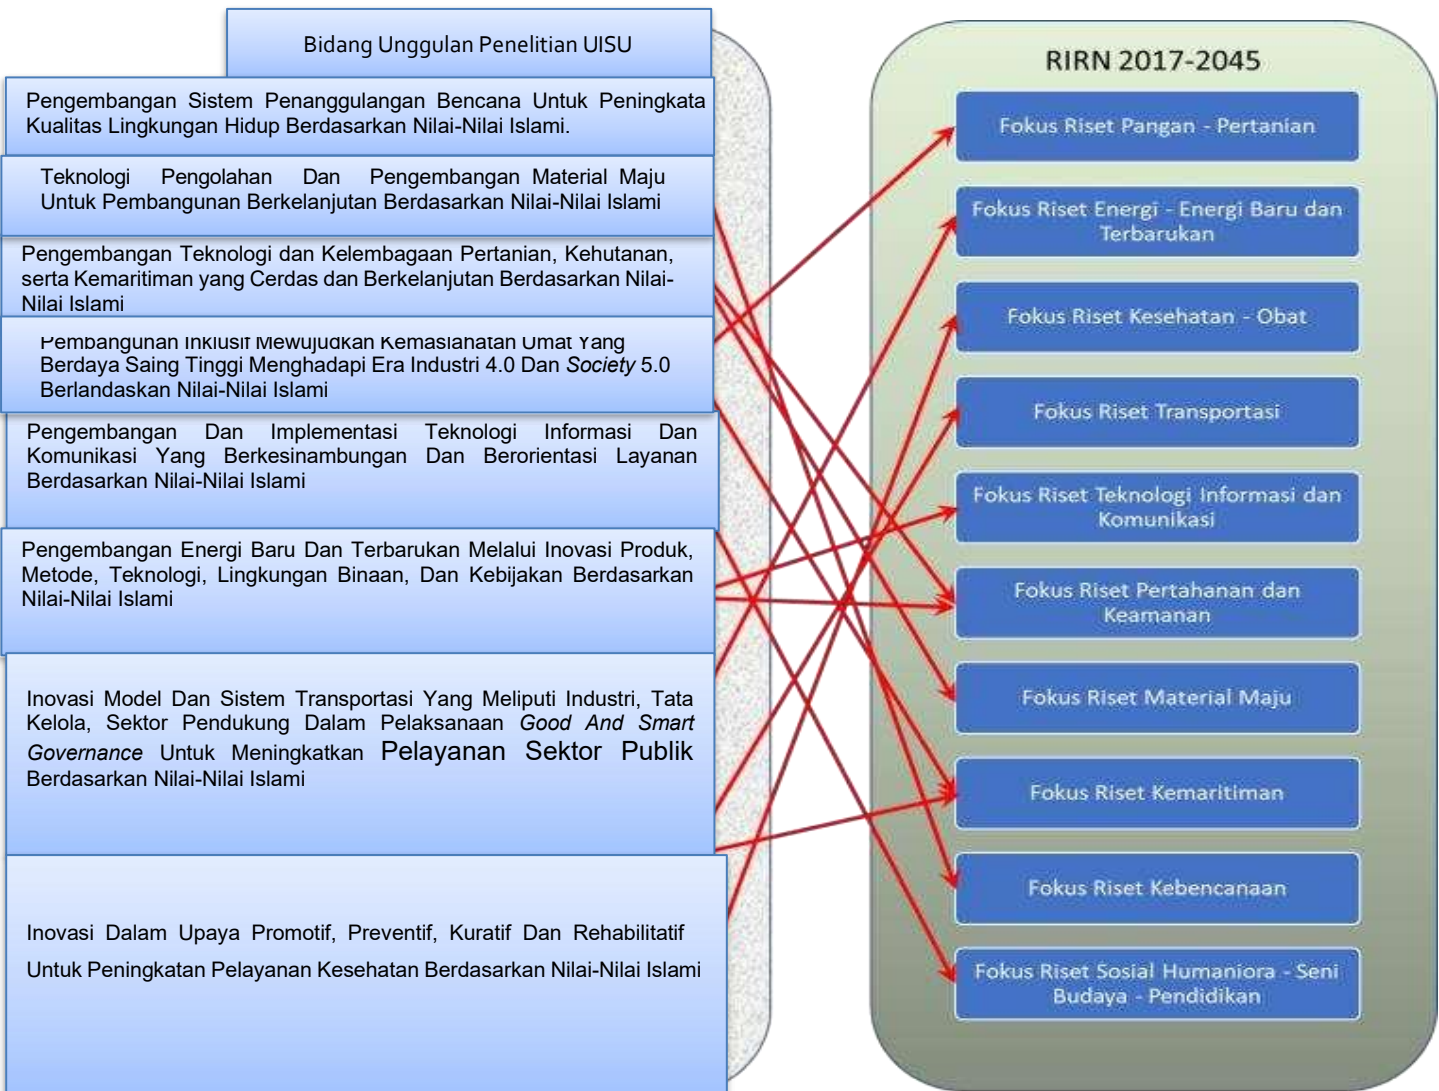 Bidang Unggulan Penelitian UISU
Pengembangan Sistem Penanggulangan Bencana Untuk Peningkata
Kualitas Lingkungan Hidup Berdasarkan Nilai-Nilai Islami.
Teknologi Pengolahan Dan Pengembangan Material Maju
Untuk Pembangunan Berkelanjutan Berdasarkan Nilai-Nilai Islami
Pengembangan Teknologi dan Kelembagaan Pertanian, Kehutanan,
serta Kemaritiman yang Cerdas dan Berkelanjutan Berdasarkan Nilai-
Nilai Islami
Pembangunan Inklusif Mewujudkan Kemaslahatan Umat Yang
Berdaya Saing Tinggi Menghadapi Era Industri 4.0 Dan Society 5.0
Berlandaskan Nilai-Nilai Islami
Pengembangan Dan Implementasi Teknologi Informasi Dan
Komunikasi Yang Berkesinambungan Dan Berorientasi Layanan
Berdasarkan Nilai-Nilai Islami
Pengembangan Energi Baru Dan Terbarukan Melalui Inovasi Produk,
Metode, Teknologi, Lingkungan Binaan, Dan Kebijakan Berdasarkan
Nilai-Nilai Islami
Inovasi Model Dan Sistem Transportasi Yang Meliputi Industri, Tata
Kelola, Sektor Pendukung Dalam Pelaksanaan Good And Smart
Governance Untuk Meningkatkan Pelayanan Sektor Publik
Berdasarkan Nilai-Nilai Islami
Inovasi Dalam Upaya Promotif, Preventif, Kuratif Dan Rehabilitatif
Untuk Peningkatan Pelayanan Kesehatan Berdasarkan Nilai-Nilai Islami
RIRN 2017-2045
Fokus Riset Pangan - Pertanian
Fokus Riset Energi - Energi Baru dan
Terbarukan
Fokus Riset Kesehatan - Obat
Fokus Riset Transportasi
Fokus Riset Teknologi Informasi dan
Komunikasi
Fokus Riset Pertahanan dan
Keamanan
Fokus Riset Material Maju
Fokus Riset Kemaritiman
Fokus Riset Kebencanaan
Fokus Riset Sosial Humaniora - Seni
Budaya - Pendidikan